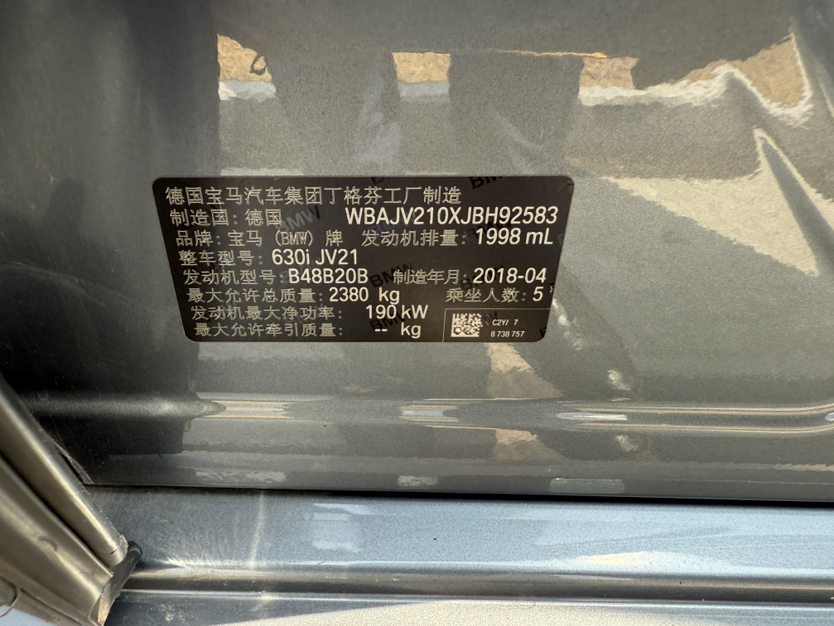 德国宝马汽车集团丁格芬工厂制造
制造国：德国 WBAJV210XJBH92583
品牌：宝马（BMW）牌 发动机排量：1998 mL
整车型号：630i JV21
发动机型号：B48B20B 制造年月：2018-04
最大允许总质量：2380 kg 乘坐人数：5
发动机最大净功率： 190 kW
最大允许牵引质量： -- kg
C2Y/ 7
8 738 757